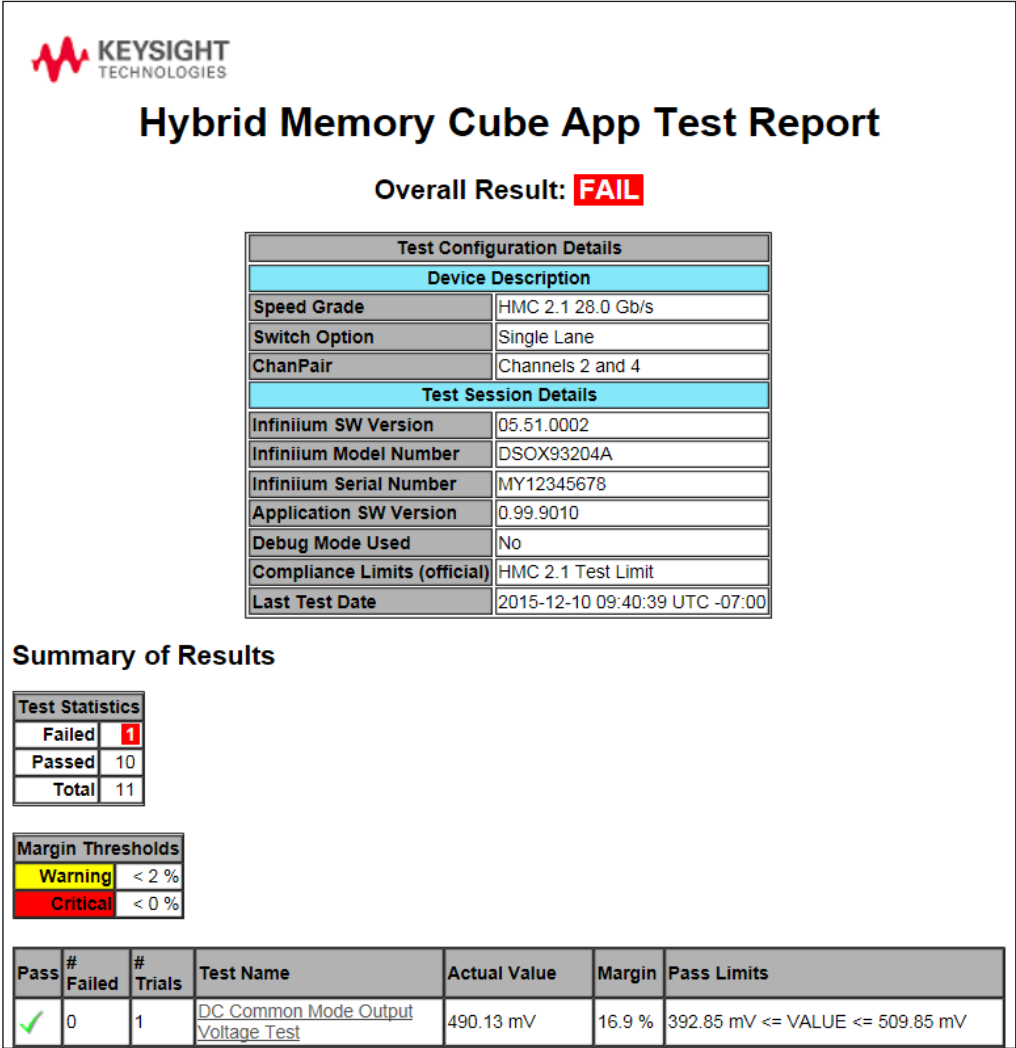 KEYSIGHT
TECHNOLOGIES
Hybrid Memory Cube App Test Report
Overall Result: FAIL
Test Configuration Details
Device Description
Speed Grade HMC 2.1 28.0 Gb/s
Switch Option Single Lane
ChanPair Channels 2 and 4
Test Session Details
Infiniium SW Version 05.51.0002
Infiniium Model Number DSOX93204A
Infiniium Serial Number MY12345678
Application SW Version 0.99.9010
Debug Mode Used No
Compliance Limits (official) HMC 2.1 Test Limit
Last Test Date 2015-12-10 09:40:39 UTC -07:00
Summary of Results
Test Statistics
Failed 1
Passed 10
Total 11
Margin Thresholds
Warning < 2 %
Critical < 0 %
Pass # Failed # Trials Test Name Actual Value Margin Pass Limits
0 1 DC Common Mode Output Voltage Test 490.13 mV 16.9 % 392.85 mV <= VALUE <= 509.85 mV